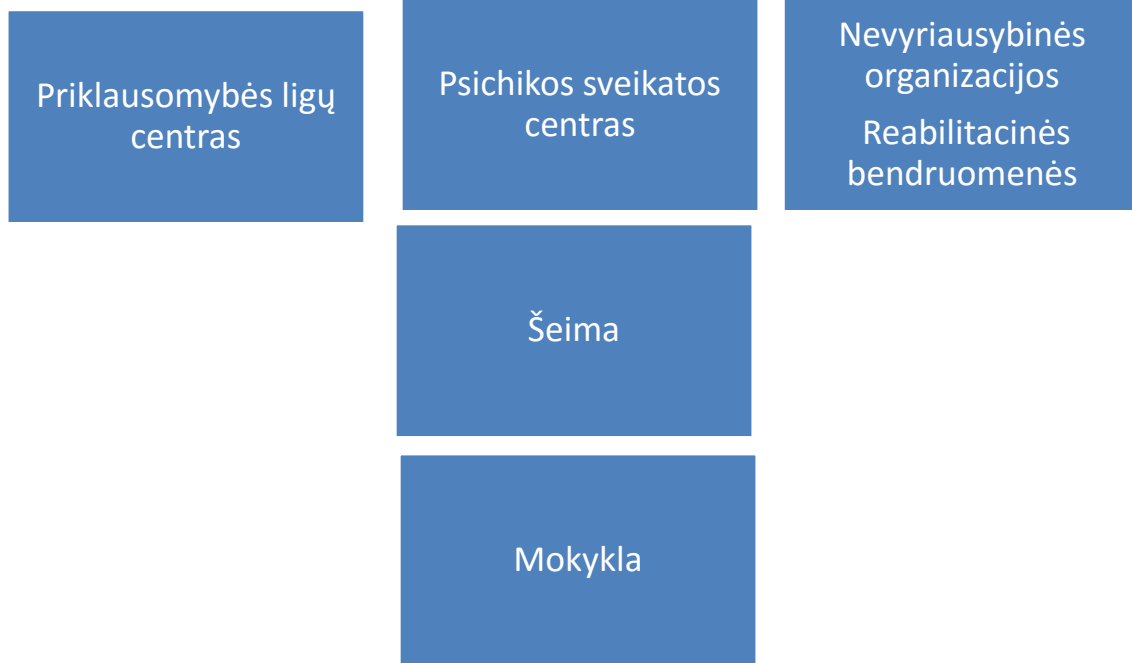 Priklausomybės ligų
centras
Psichikos sveikatos
centras
Nevyriausybinės
organizacijos
Reabilitacinės
bendruomenės
Šeima
Mokykla